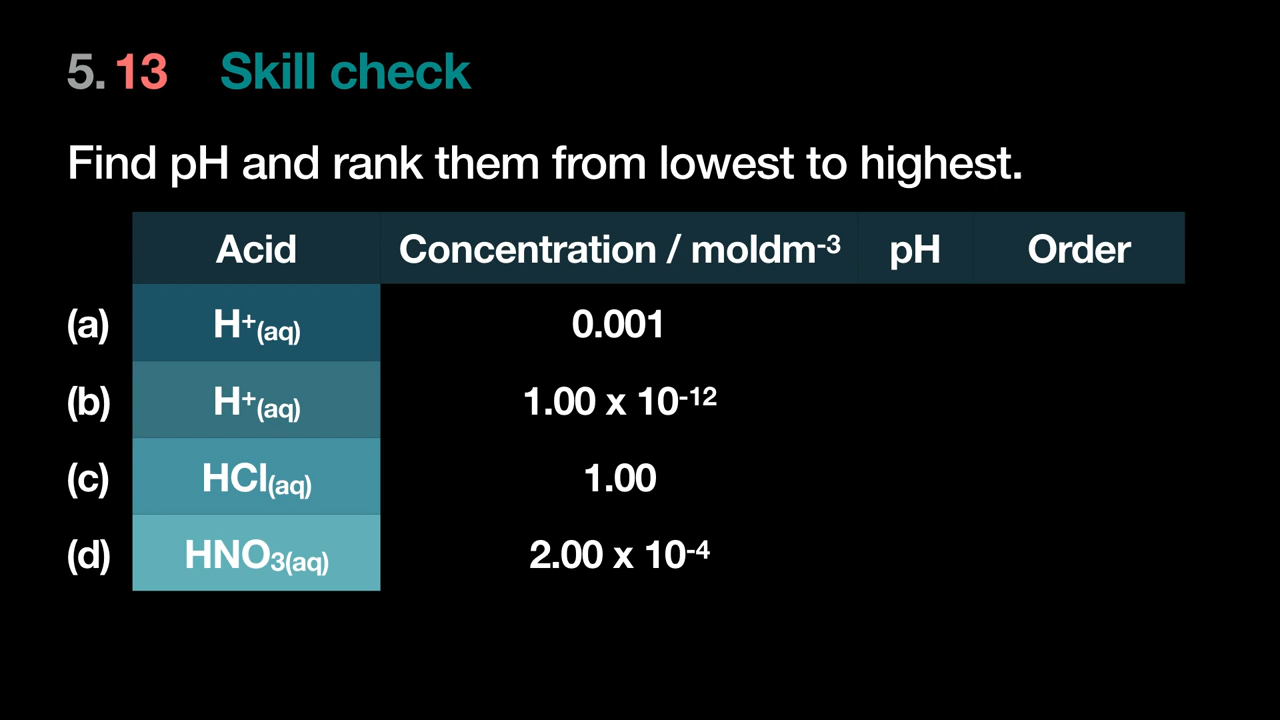 5.13 Skill check
Find pH and rank them from lowest to highest.
Acid Concentration / moldm⁻³ pH Order
(a) H⁺₍aq₎ 0.001
(b) H⁺₍aq₎ 1.00 x 10⁻¹²
(c) HCl₍aq₎ 1.00
(d) HNO₃₍aq₎ 2.00 x 10⁻⁴